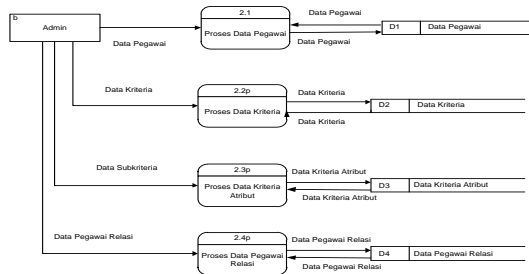 b
Admin
Data Pegawai
2.1
Proses Data Pegawai
Data Pegawai
Data Pegawai
D1 Data Pegawai
Data Kriteria
2.2p
Proses Data Kriteria
Data Kriteria
Data Kriteria
D2 Data Kriteria
Data Subkriteria
2.3p
Proses Data Kriteria
Atribut
Data Kriteria Atribut
Data Kriteria Atribut
D3 Data Kriteria Atribut
Data Pegawai Relasi
2.4p
Proses Data Pegawai
Relasi
Data Pegawai Relasi
Data Pegawai Relasi
D4 Data Pegawai Relasi